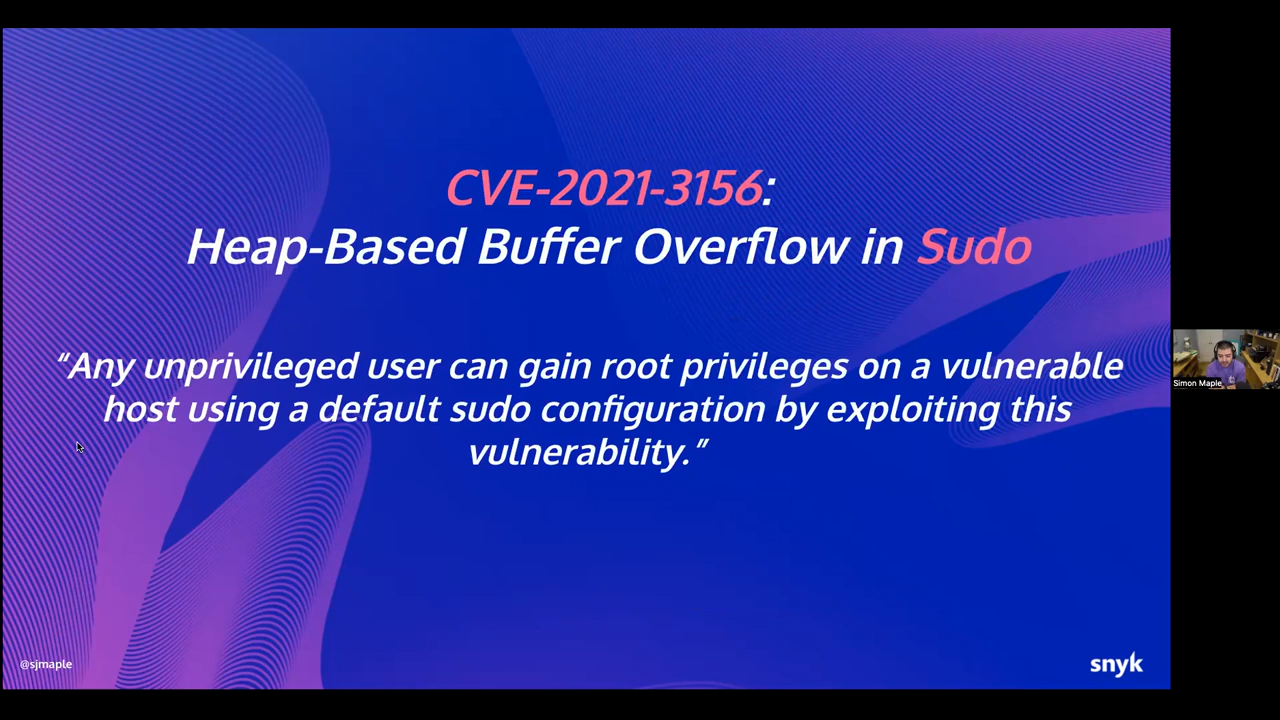 CVE-2021-3156:
Heap-Based Buffer Overflow in Sudo
“Any unprivileged user can gain root privileges on a vulnerable
host using a default sudo configuration by exploiting this
vulnerability.”
Simon Maple
@sjmaple
snyk